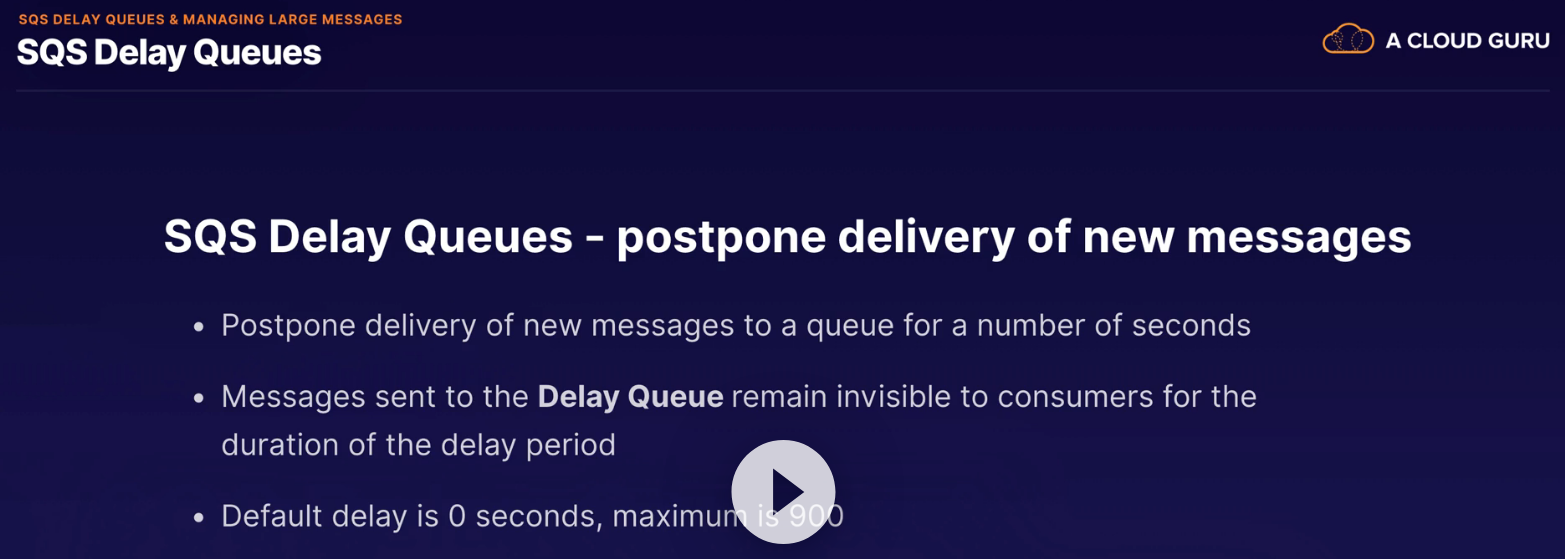 SQS DELAY QUEUES & MANAGING LARGE MESSAGES
SQS Delay Queues
A CLOUD GURU
SQS Delay Queues - postpone delivery of new messages
• Postpone delivery of new messages to a queue for a number of seconds
• Messages sent to the Delay Queue remain invisible to consumers for the
duration of the delay period
• Default delay is 0 seconds, maximum is 900